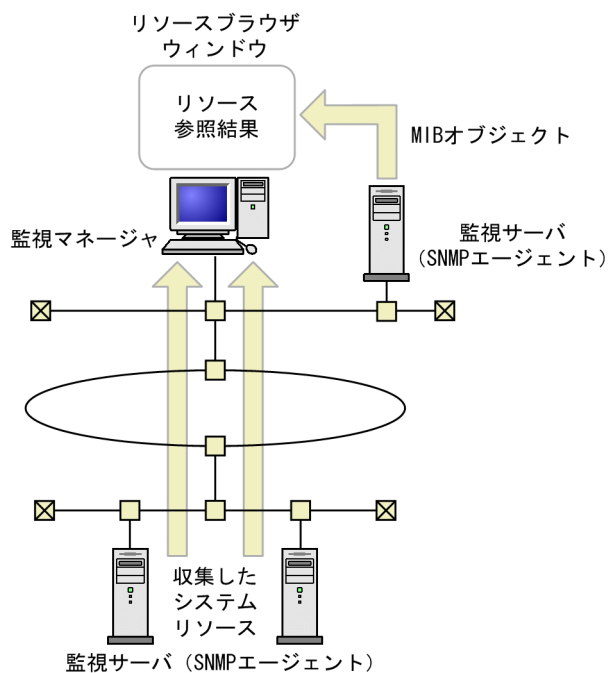 リソースブラウザ
ウィンドウ
リソース
参照結果
MIBオブジェクト
監視マネージャ
監視サーバ
(SNMPエージェント)
収集した
システム
リソース
監視サーバ(SNMPエージェント)